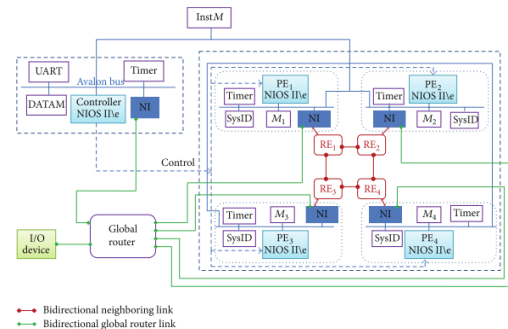 InstM
UART
Timer
Avalon bus
DATAM
Controller
NIOS II\e
NI
Control
Timer
PE1
NIOS II\e
SysID
M1
NI
PE2
NIOS II\e
Timer
NI
M2
SysID
RE1
RE2
RE3
RE4
Timer
M3
NI
SysID
PE3
NIOS II\e
NI
M4
Timer
SysID
PE4
NIOS II\e
I/O
device
Global
router
Bidirectional neighboring link
Bidirectional global router link